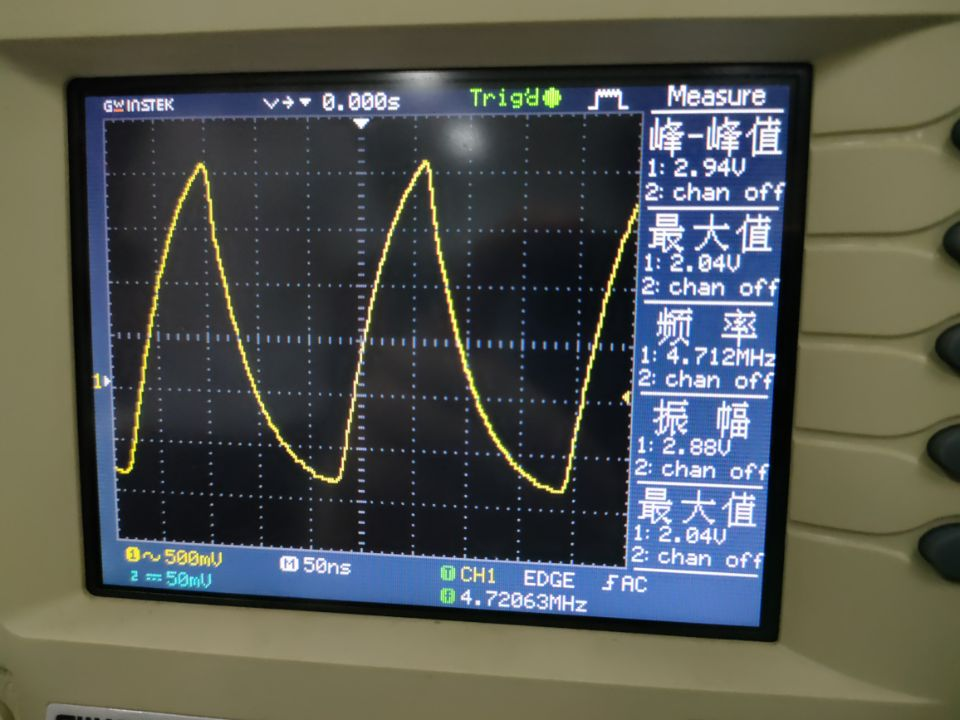 GWINSTEK 0.000s Trig'd Measure
峰-峰值
1: 2.94V
2: chan off
最大值
1: 2.04V
2: chan off
频率
1: 4.712MHz
2: chan off
振幅
1: 2.88V
2: chan off
最大值
1: 2.04V
2: chan off
1
1 500mV M 50ns T CH1 EDGE AC
2 50mV f 4.72063MHz